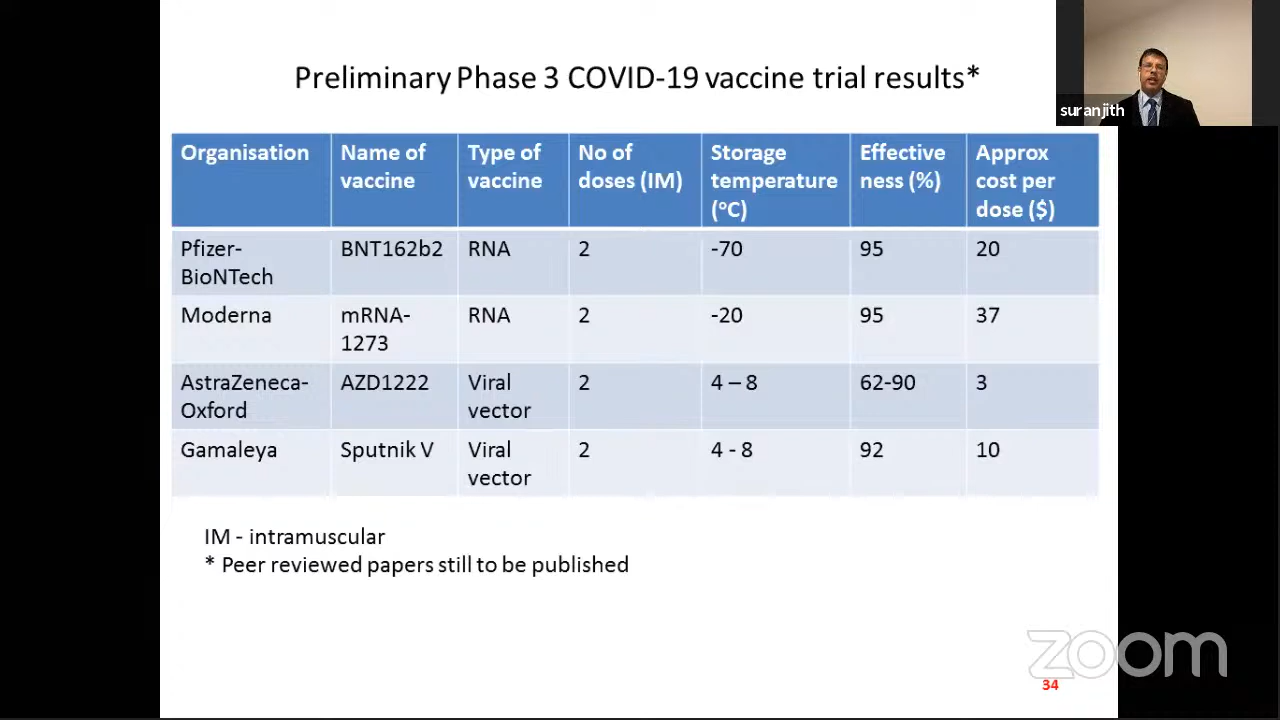 Preliminary Phase 3 COVID-19 vaccine trial results*
suranjith
Organisation Name of vaccine Type of vaccine No of doses (IM) Storage temperature (°C) Effective ness (%) Approx cost per dose ($)
Pfizer-BioNTech BNT162b2 RNA 2 -70 95 20
Moderna mRNA-1273 RNA 2 -20 95 37
AstraZeneca-Oxford AZD1222 Viral vector 2 4 – 8 62-90 3
Gamaleya Sputnik V Viral vector 2 4 - 8 92 10
IM - intramuscular
* Peer reviewed papers still to be published
zoom
34